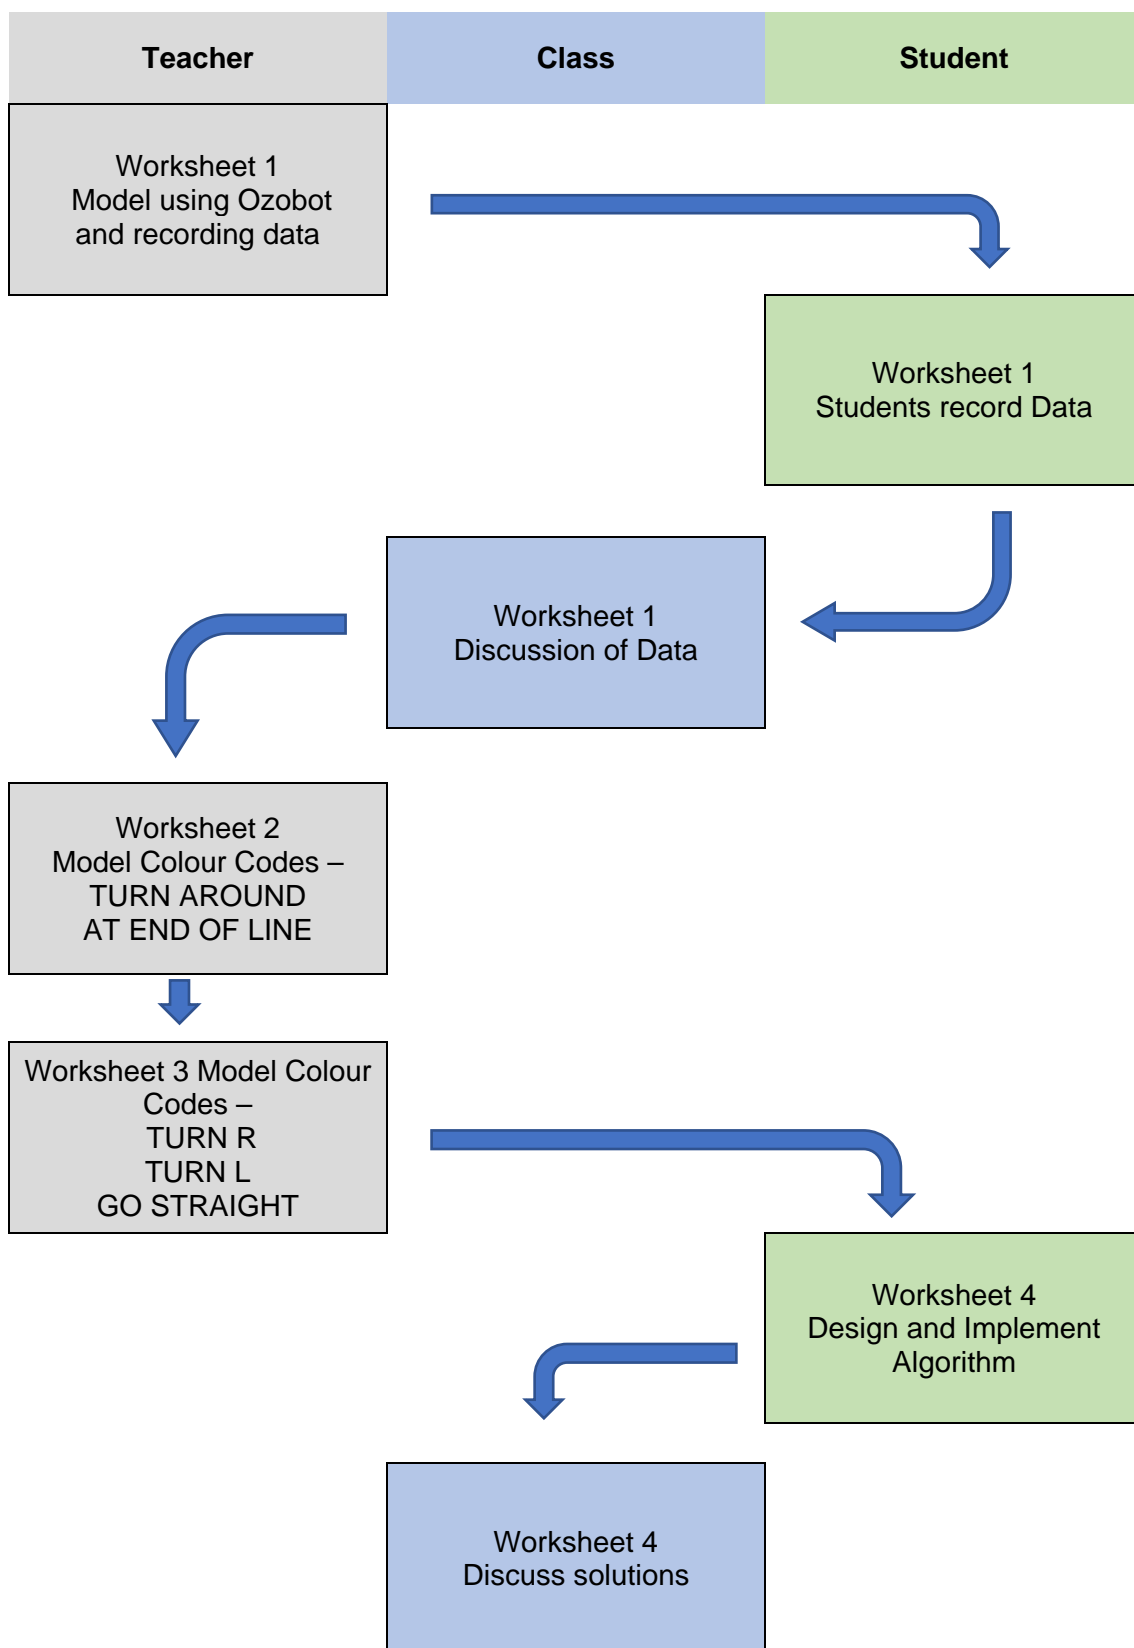 Teacher
Class
Student
Worksheet 1
Model using Ozobot
and recording data
Worksheet 1
Students record Data
Worksheet 1
Discussion of Data
Worksheet 2
Model Colour Codes –
TURN AROUND
AT END OF LINE
Worksheet 3 Model Colour
Codes –
TURN R
TURN L
GO STRAIGHT
Worksheet 4
Design and Implement
Algorithm
Worksheet 4
Discuss solutions